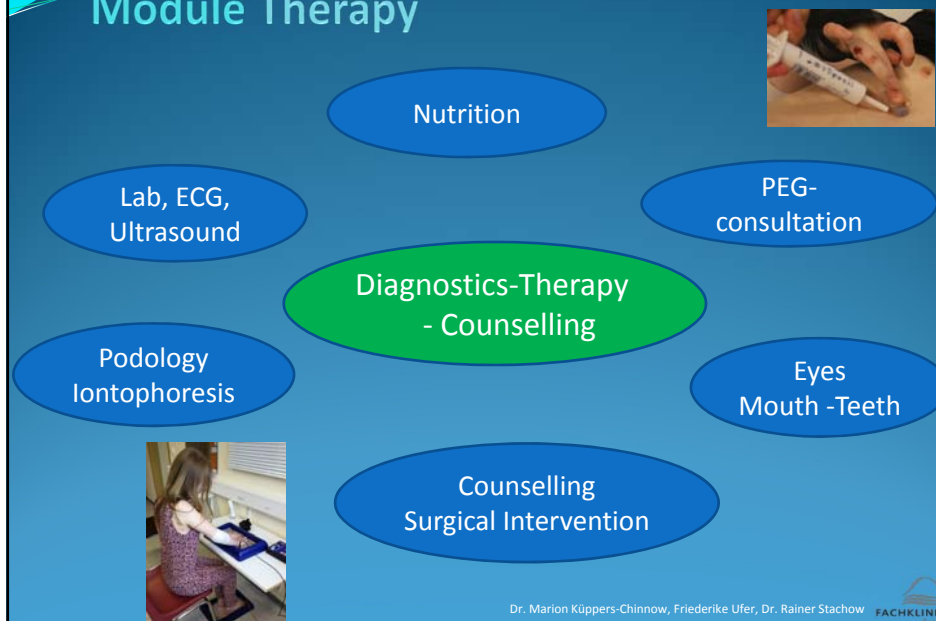 Module Therapy
Nutrition
Lab, ECG,
Ultrasound
PEG-
consultation
Diagnostics-Therapy
- Counselling
Podology
Iontophoresis
Eyes
Mouth -Teeth
Counselling
Surgical Intervention
Dr. Marion Küppers-Chinnow, Friederike Ufer, Dr. Rainer Stachow